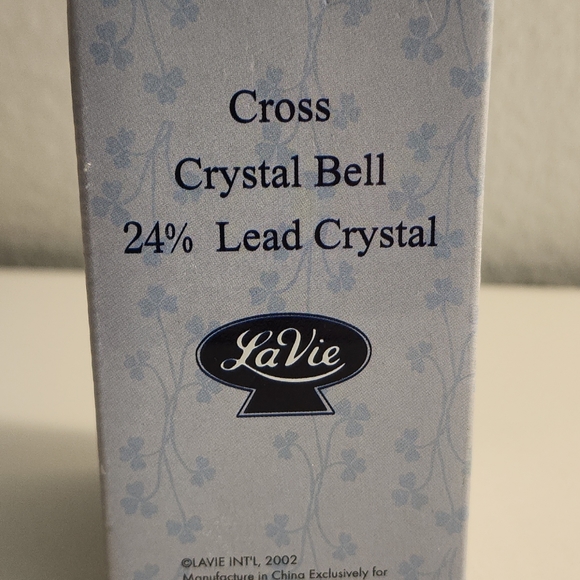 Cross
Crystal Bell
24% Lead Crystal
LaVie
©LAVIE INT'L, 2002
Manufacture in China Exclusively for